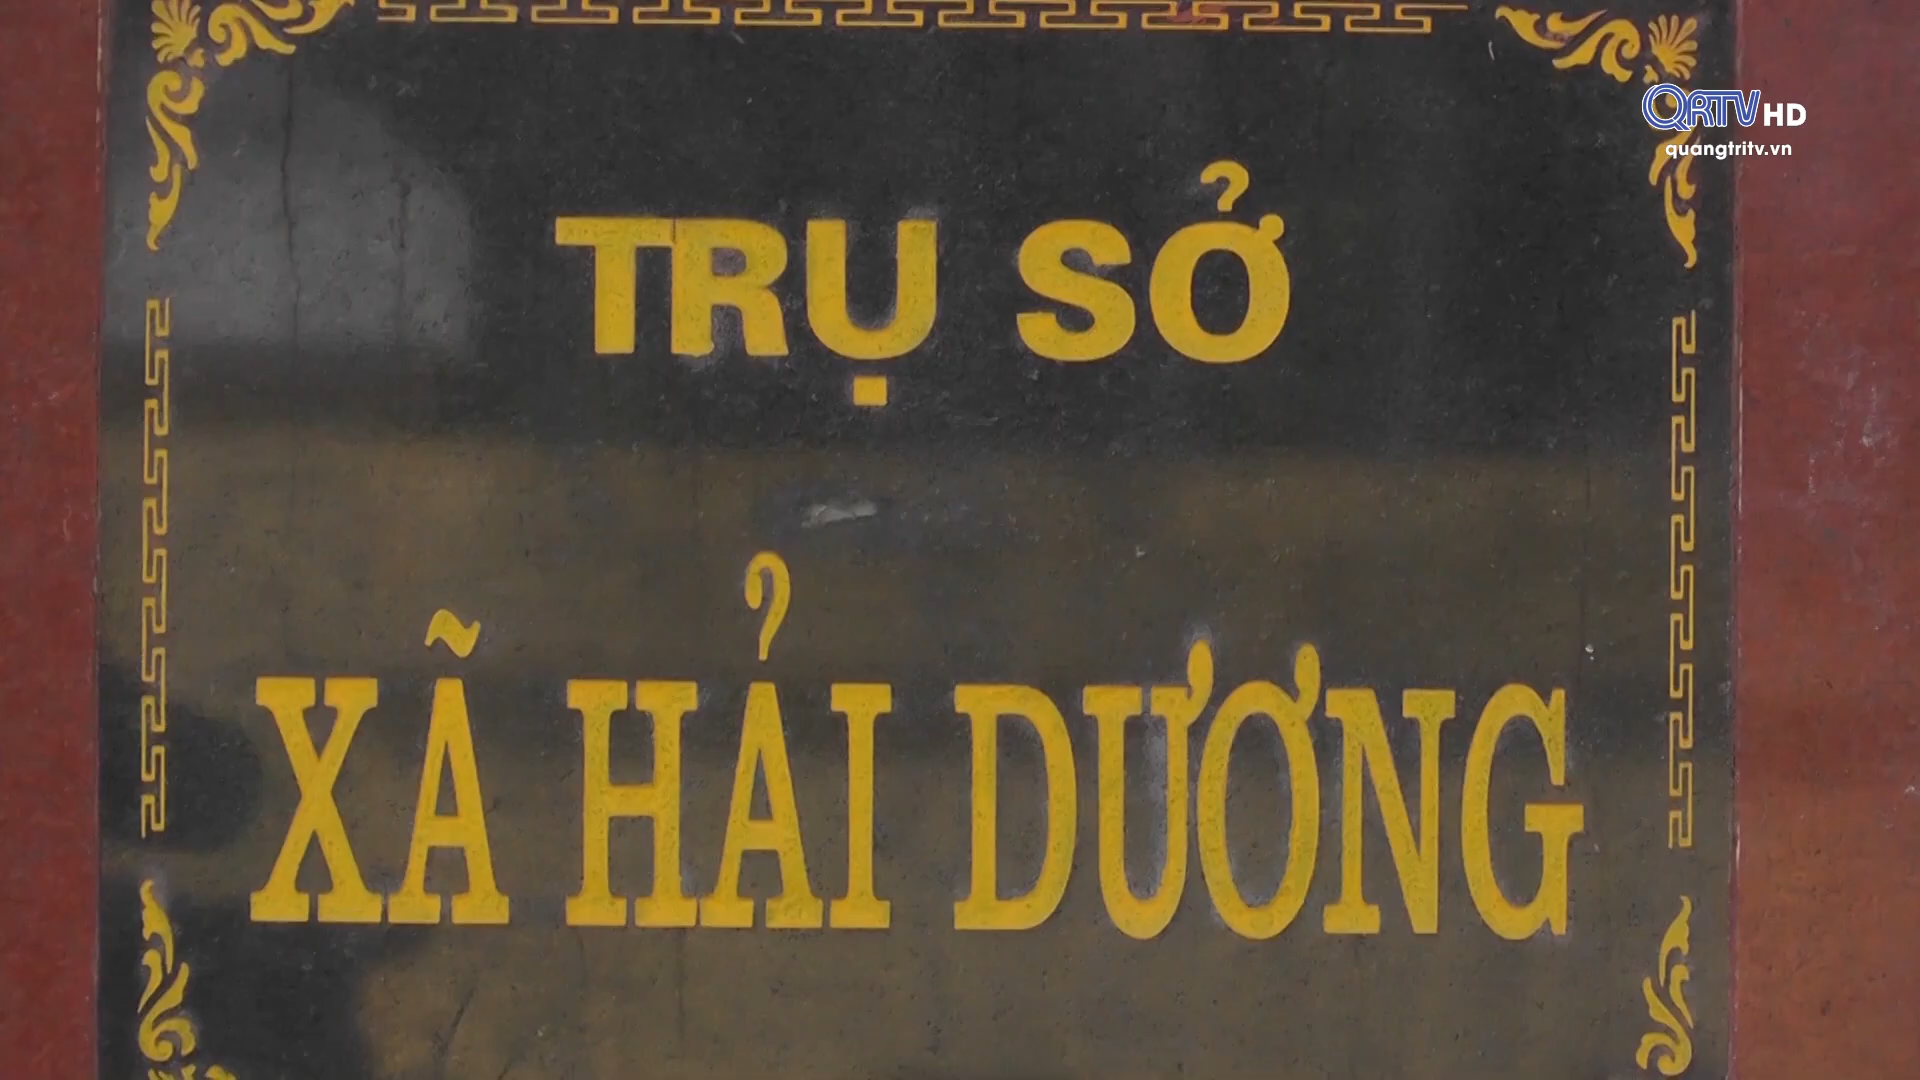 QRTV HD
quangtritv.vn
TRỤ SỞ
XÃ HẢI DƯƠNG